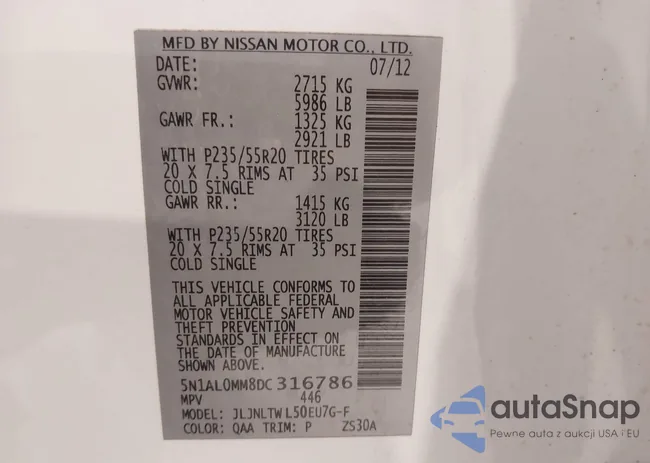 MFD BY NISSAN MOTOR CO., LTD.
DATE: 07/12
GVWR: 2715 KG
5986 LB
GAWR FR.: 1325 KG
2921 LB
WITH P235/55R20 TIRES
20 X 7.5 RIMS AT 35 PSI
COLD SINGLE
GAWR RR.: 1415 KG
3120 LB
WITH P235/55R20 TIRES
20 X 7.5 RIMS AT 35 PSI
COLD SINGLE
THIS VEHICLE CONFORMS TO
ALL APPLICABLE FEDERAL
MOTOR VEHICLE SAFETY AND
THEFT PREVENTION
STANDARDS IN EFFECT ON
THE DATE OF MANUFACTURE
SHOWN ABOVE.
5N1AL0MM8DC316786
MPV 446
MODEL: JLJNLTW L50EU7G-F
COLOR: QAA TRIM: P ZS30A
autoSnap
Pewne auta z aukcji USA i EU